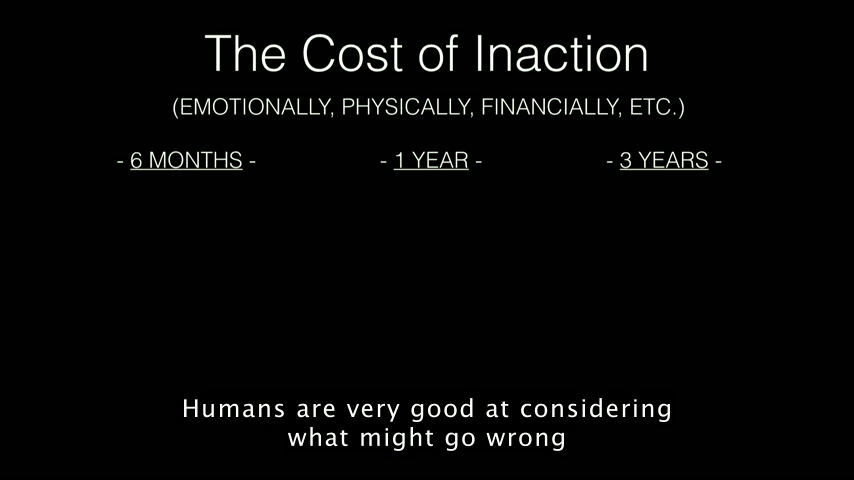 The Cost of Inaction
(EMOTIONALLY, PHYSICALLY, FINANCIALLY, ETC.)
- 6 MONTHS - - 1 YEAR - - 3 YEARS -
Humans are very good at considering
what might go wrong